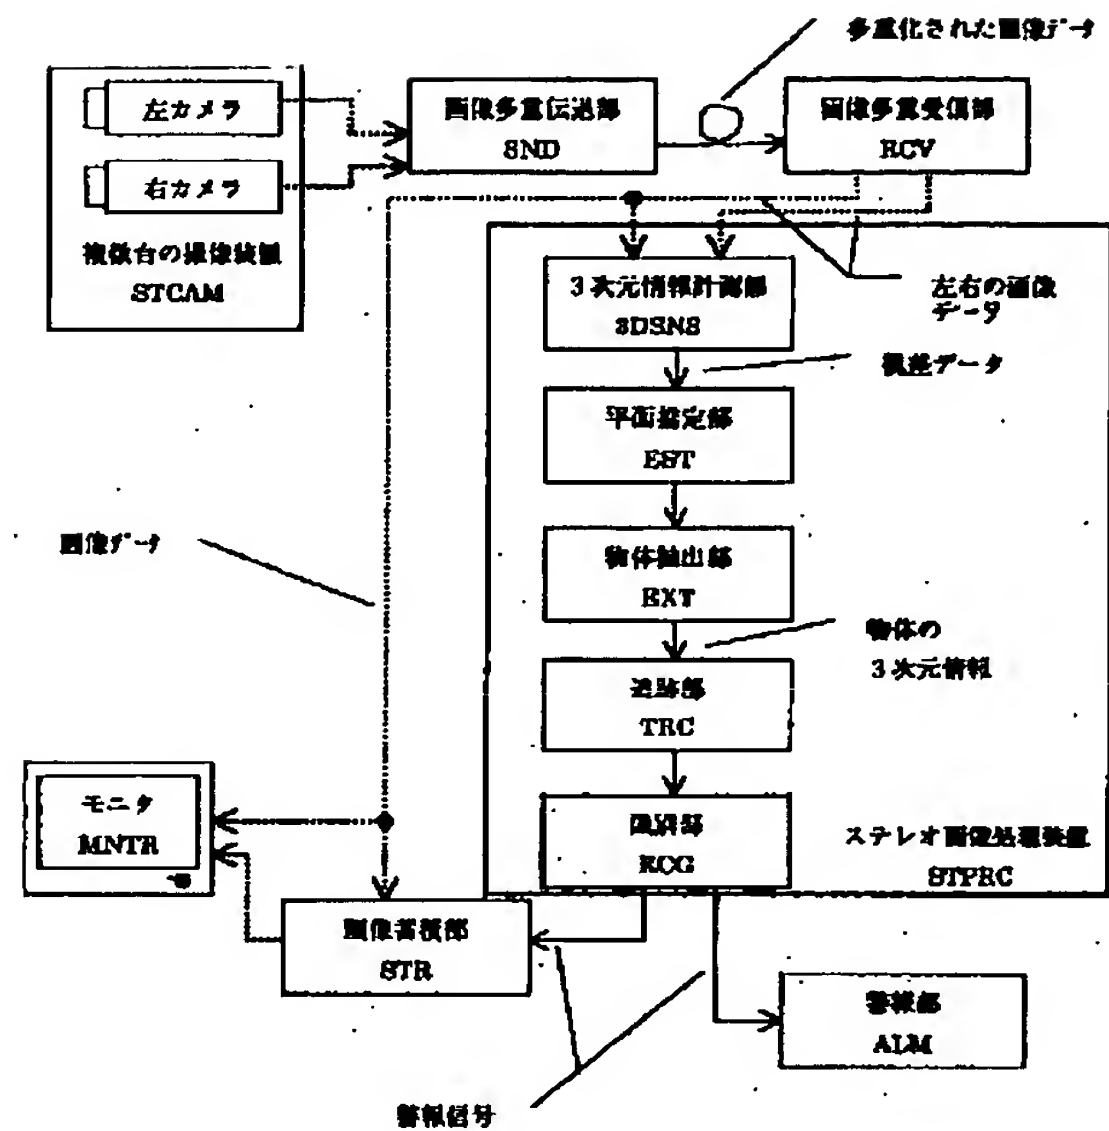 多重化された画像データ
左カメラ
右カメラ
複数台の撮像装置
STCAM
画像多重伝送部
SND
画像多重受信部
RCV
3次元情報計測部
3DSNS
左右の画像
データ
視差データ
平面推定部
EST
画像データ
物体抽出部
EXT
物体の
3次元情報
追跡部
TRC
モニタ
MNTR
識別部
RCG
ステレオ画像処理装置
STPRC
画像蓄積部
STR
警報部
ALM
警報信号